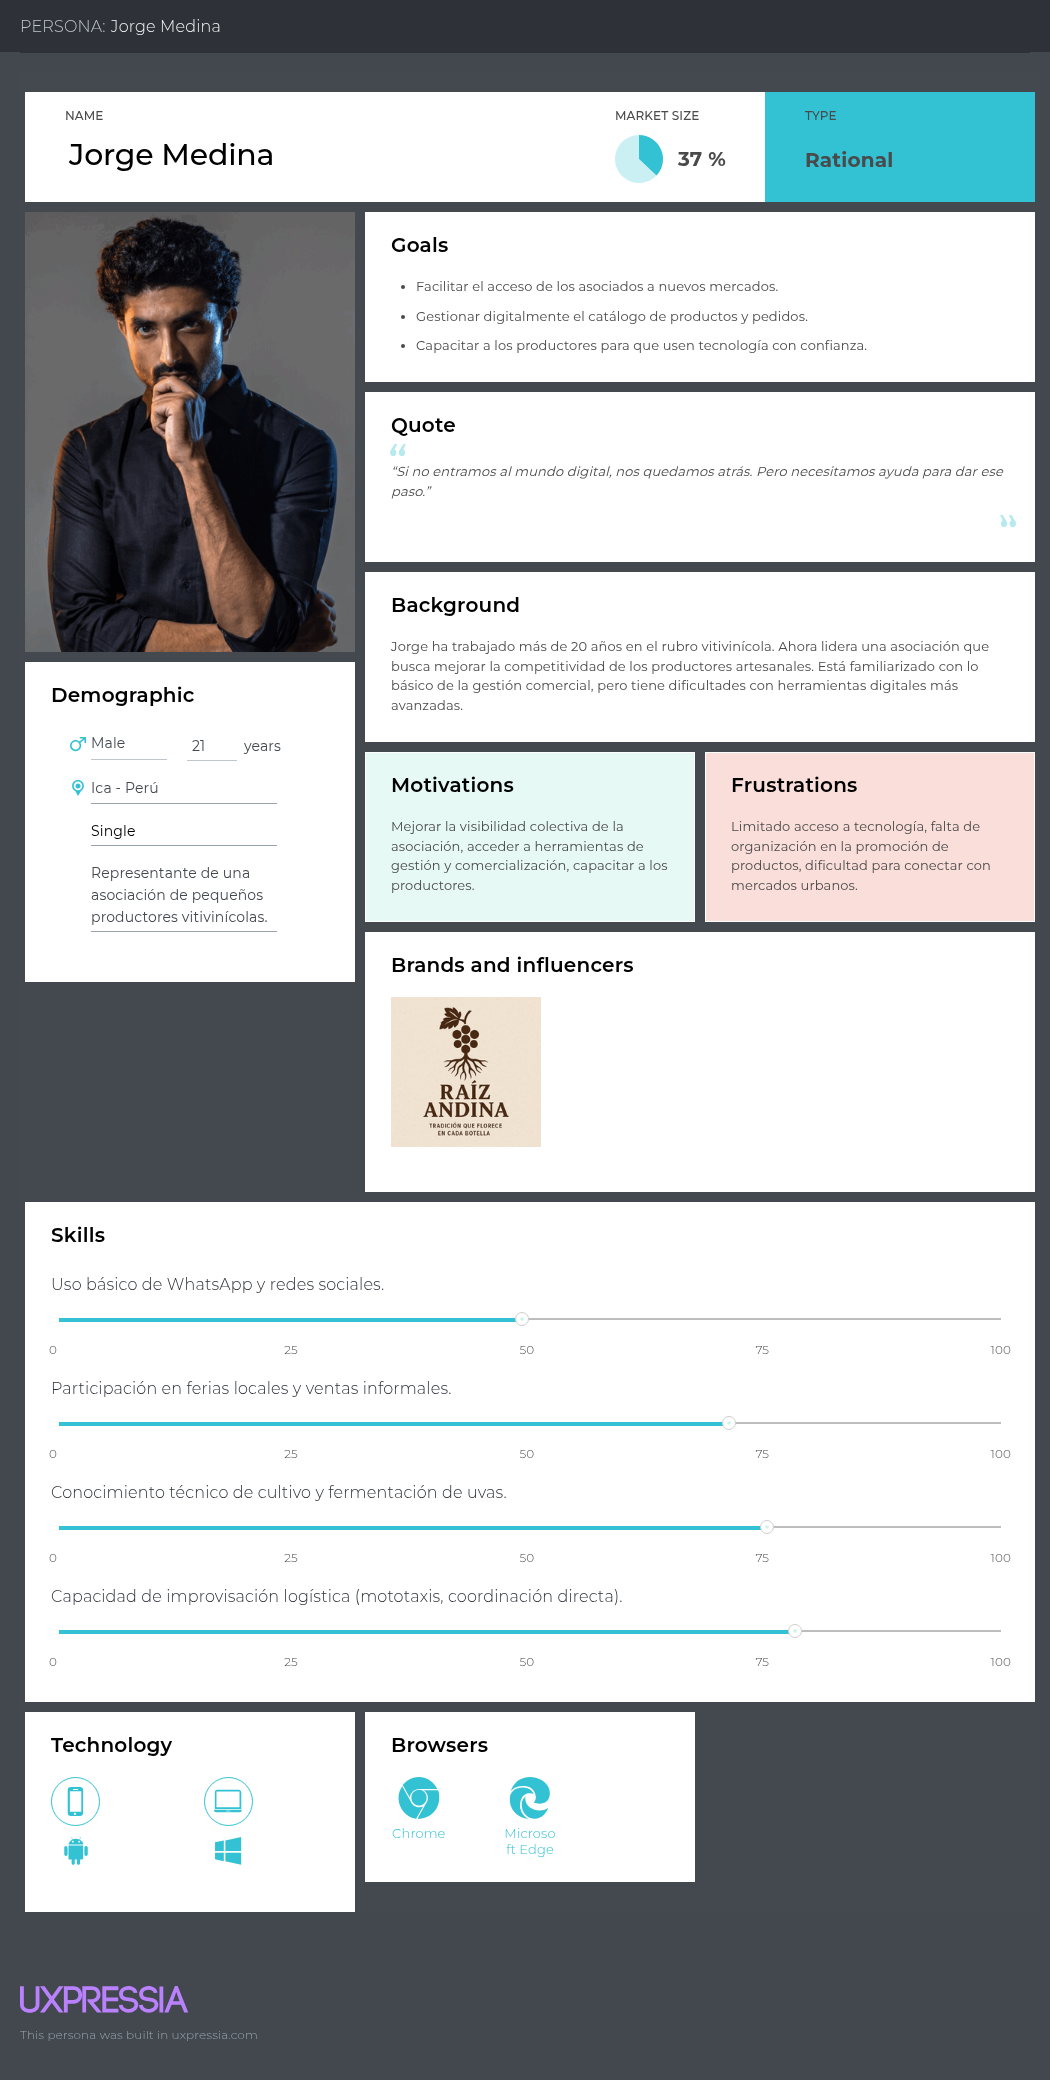 PERSONA: Jorge Medina
NAME
Jorge Medina
MARKET SIZE
37 %
TYPE
Rational
Goals
Facilitar el acceso de los asociados a nuevos mercados.
Gestionar digitalmente el catálogo de productos y pedidos.
Capacitar a los productores para que usen tecnología con confianza.
Quote
“Si no entramos al mundo digital, nos quedamos atrás. Pero necesitamos ayuda para dar ese
paso.”
Background
Jorge ha trabajado más de 20 años en el rubro vitivinícola. Ahora lidera una asociación que
busca mejorar la competitividad de los productores artesanales. Está familiarizado con lo
básico de la gestión comercial, pero tiene dificultades con herramientas digitales más
avanzadas.
Demographic
Male
21 years
Ica - Perú
Single
Representante de una
asociación de pequeños
productores vitivinícolas.
Motivations
Mejorar la visibilidad colectiva de la
asociación, acceder a herramientas de
gestión y comercialización, capacitar a los
productores.
Frustrations
Limitado acceso a tecnología, falta de
organización en la promoción de
productos, dificultad para conectar con
mercados urbanos.
Brands and influencers
RAÍZ
ANDINA
TRADICIÓN QUE FLORECE
EN CADA BOTELLA
Skills
Uso básico de WhatsApp y redes sociales.
0 25 50 75 100
Participación en ferias locales y ventas informales.
0 25 50 75 100
Conocimiento técnico de cultivo y fermentación de uvas.
0 25 50 75 100
Capacidad de improvisación logística (mototaxis, coordinación directa).
0 25 50 75 100
Technology
Browsers
Chrome
Microso
ft Edge
UXPRESSIA
This persona was built in uxpressia.com